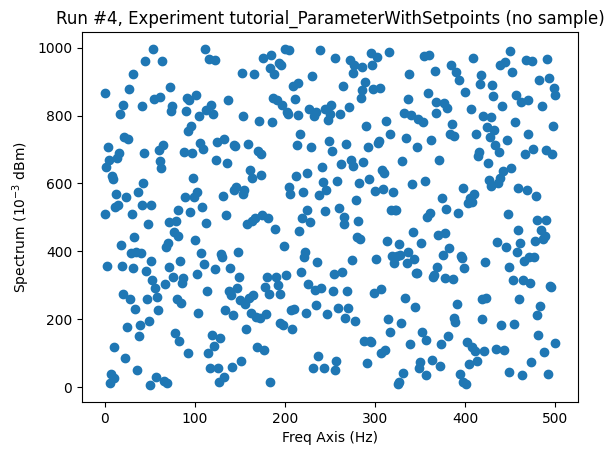 Run #4, Experiment tutorial_ParameterWithSetpoints (no sample)
1000
800
600
400
200
0
Spectrum (10⁻³ dBm)
0 100 200 300 400 500
Freq Axis (Hz)